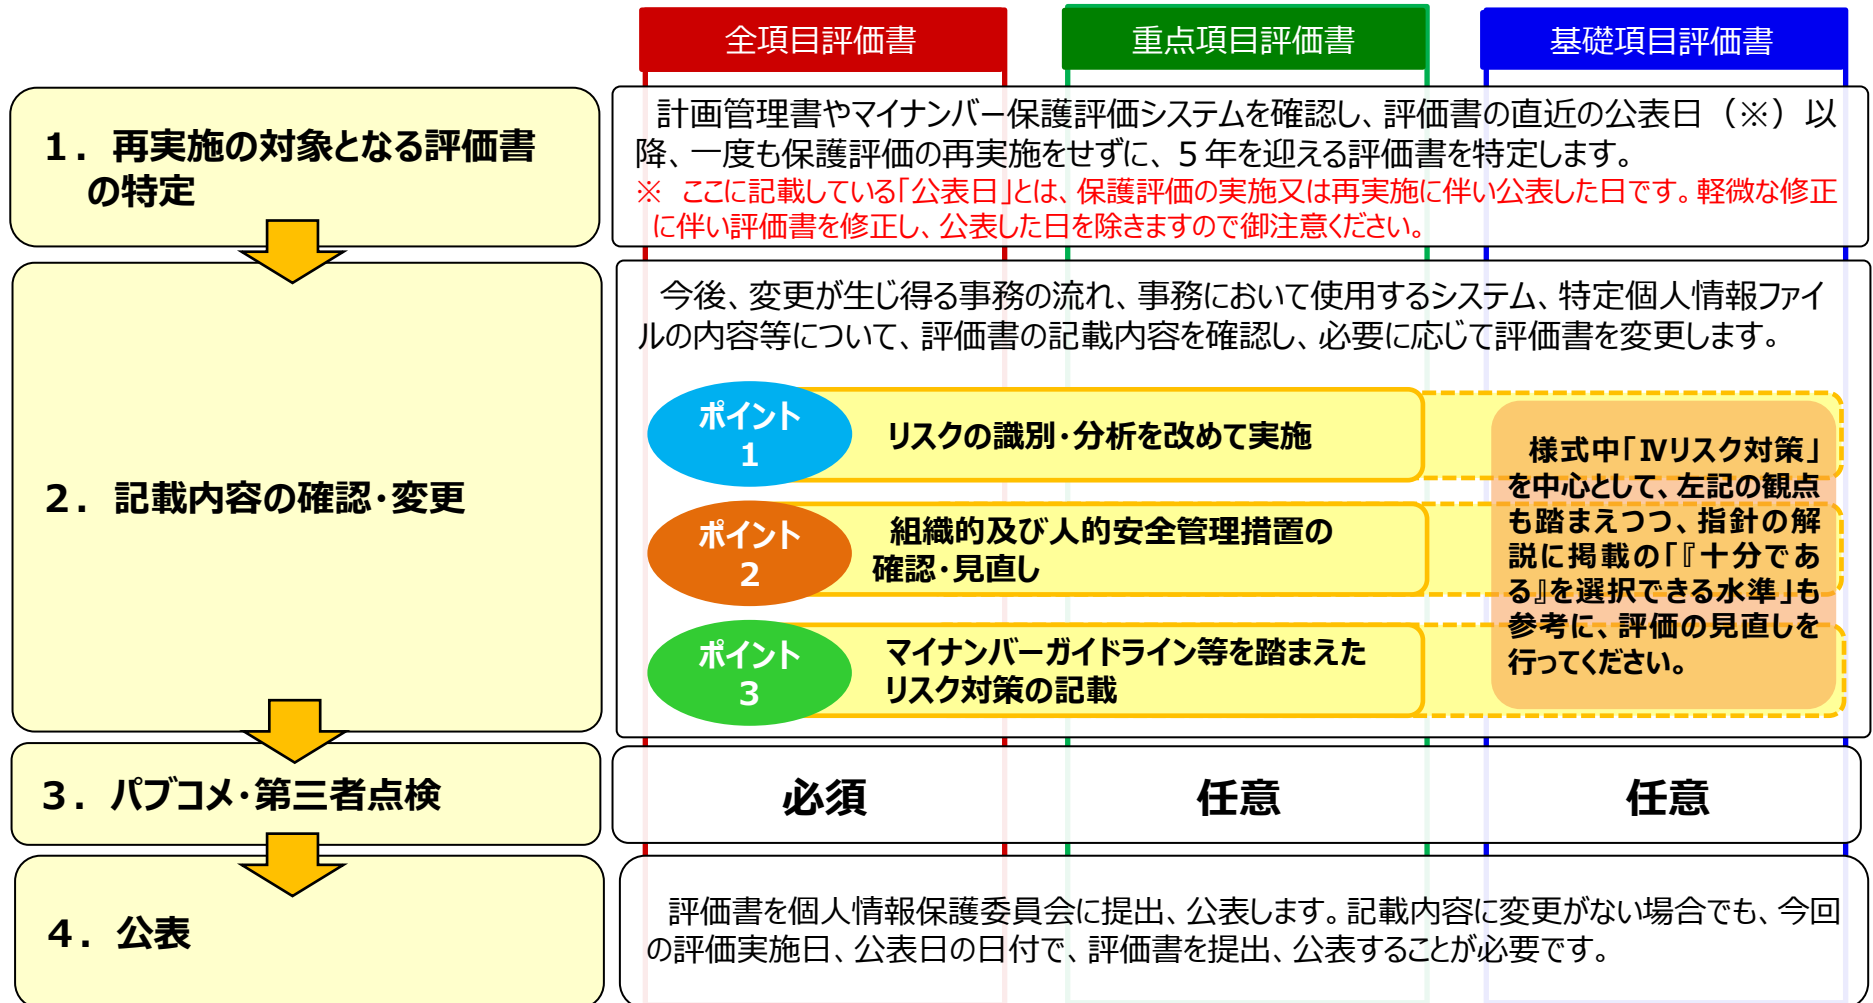 全項目評価書
重点項目評価書
基礎項目評価書
１．再実施の対象となる評価書
の特定
計画管理書やマイナンバー保護評価システムを確認し、評価書の直近の公表日（※）以
降、一度も保護評価の再実施をせずに、５年を迎える評価書を特定します。
※　ここに記載している「公表日」とは、保護評価の実施又は再実施に伴い公表した日です。軽微な修正
に伴い評価書を修正し、公表した日を除きますので御注意ください。
２．記載内容の確認・変更
今後、変更が生じ得る事務の流れ、事務において使用するシステム、特定個人情報ファイ
ルの内容等について、評価書の記載内容を確認し、必要に応じて評価書を変更します。
ポイント
1
リスクの識別・分析を改めて実施
ポイント
2
組織的及び人的安全管理措置の
確認・見直し
ポイント
3
マイナンバーガイドライン等を踏まえた
リスク対策の記載
様式中「Ⅳリスク対策」
を中心として、左記の観点
も踏まえつつ、指針の解
説に掲載の「『十分であ
る』を選択できる水準」も
参考に、評価の見直しを
行ってください。
３．パブコメ・第三者点検
必須
任意
任意
４．公表
評価書を個人情報保護委員会に提出、公表します。記載内容に変更がない場合でも、今回
の評価実施日、公表日の日付で、評価書を提出、公表することが必要です。